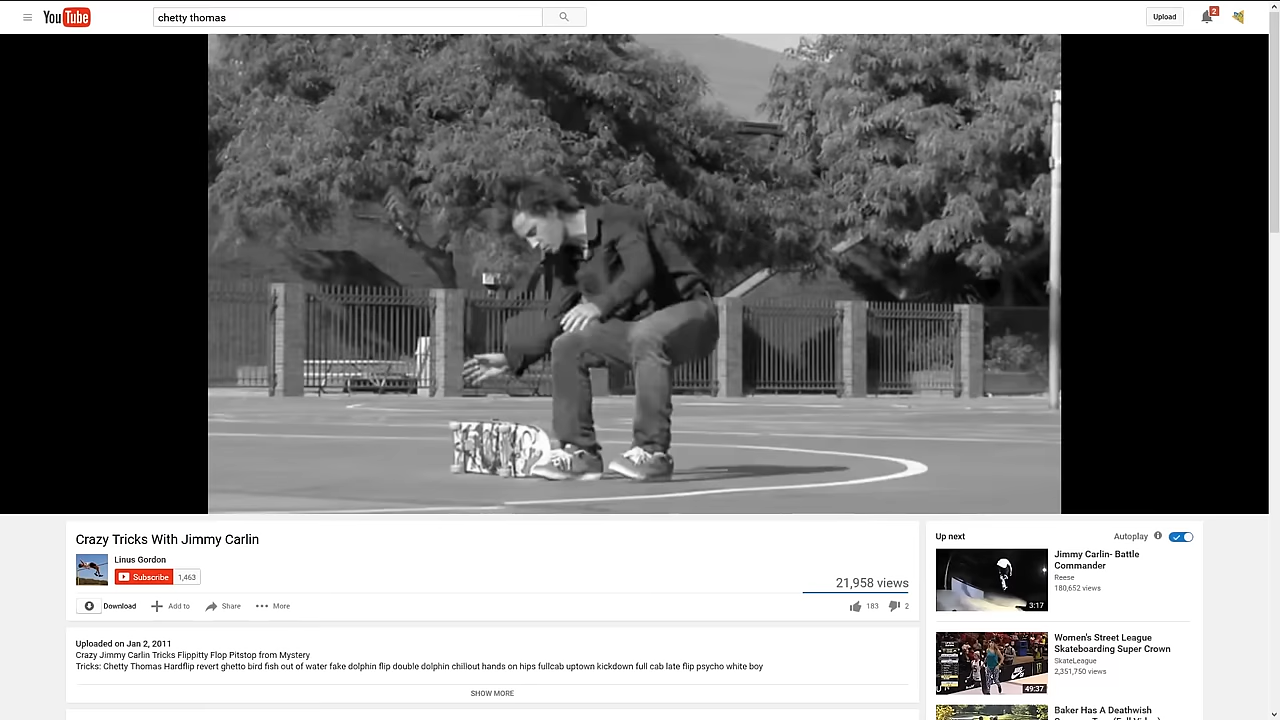 YouTube
chetty thomas
Upload
2
Crazy Tricks With Jimmy Carlin
Linus Gordon
Subscribe 1,463
21,958 views
Download Add to Share More
183 2
Uploaded on Jan 2, 2011
Crazy Jimmy Carlin Tricks Flippitty Flop Pitstop from Mystery
Tricks: Chetty Thomas Hardflip revert ghetto bird fish out of water fake dolphin flip double dolphin chillout hands on hips fullcab uptown kickdown full cab late flip psycho white boy
SHOW MORE
Up next
Autoplay
Jimmy Carlin- Battle
Commander
Reese
180,652 views
3:17
Women's Street League
Skateboarding Super Crown
SkateLeague
2,351,750 views
49:37
Baker Has A Deathwish